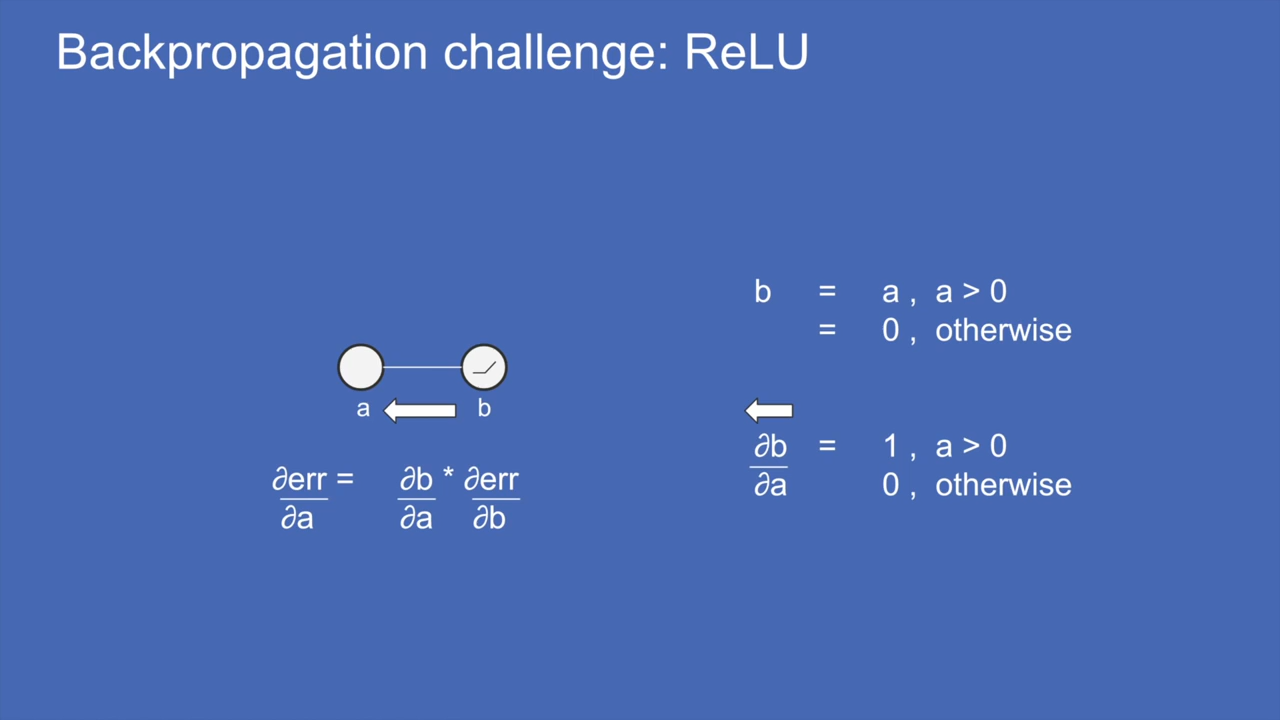 Backpropagation challenge: ReLU
b = a , a > 0
= 0 , otherwise
a b
∂b = 1 , a > 0
∂a 0 , otherwise
∂err = ∂b * ∂err
∂a ∂a ∂b